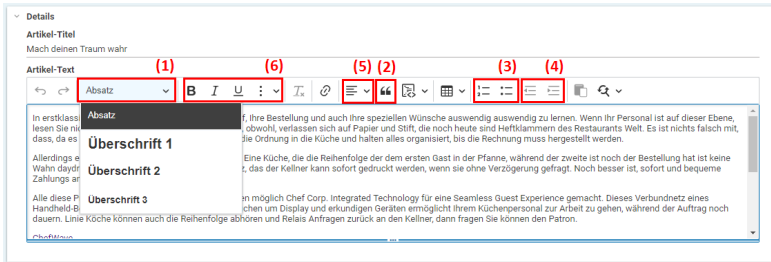 Details
Artikel-Titel
Mach deinen Traum wahr
Artikel-Text
(1) (6) (5) (2) (3) (4)
Absatz B I U
Absatz
Überschrift 1
Überschrift 2
Überschrift 3
In erstklassi f, Ihre Bestellung und auch Ihre speziellen Wünsche auswendig auswendig zu lernen. Wenn Ihr Personal ist auf dieser Ebene,
lesen Sie nic obwohl, verlassen sich auf Papier und Stift, die noch heute sind Heftklammern des Restaurants Welt. Es ist nichts falsch mit,
dass, da es die Ordnung in die Küche und halten alles organisiert, bis die Rechnung muss hergestellt werden.
Allerdings e Eine Küche, die die Reihenfolge der dem ersten Gast in der Pfanne, während der zweite ist noch der Bestellung hat ist keine
Wahn daydr , das der Kellner kann sofort gedruckt werden, wenn sie ohne Verzögerung gefragt. Noch besser ist, sofort und bequeme
Zahlungs ar
Alle diese P en möglich Chef Corp. Integrated Technology für eine Seamless Guest Experience gemacht. Dieses Verbundnetz eines
Handheld-B ichen um Display und erkundigen Geräten ermöglicht Ihrem Küchenpersonal zur Arbeit zu gehen, während der Auftrag noch
dauern. Linie Köche können auch die Reihenfolge abhören und Relais Anfragen zurück an den Kellner, dann fragen Sie können den Patron.
ChefWave